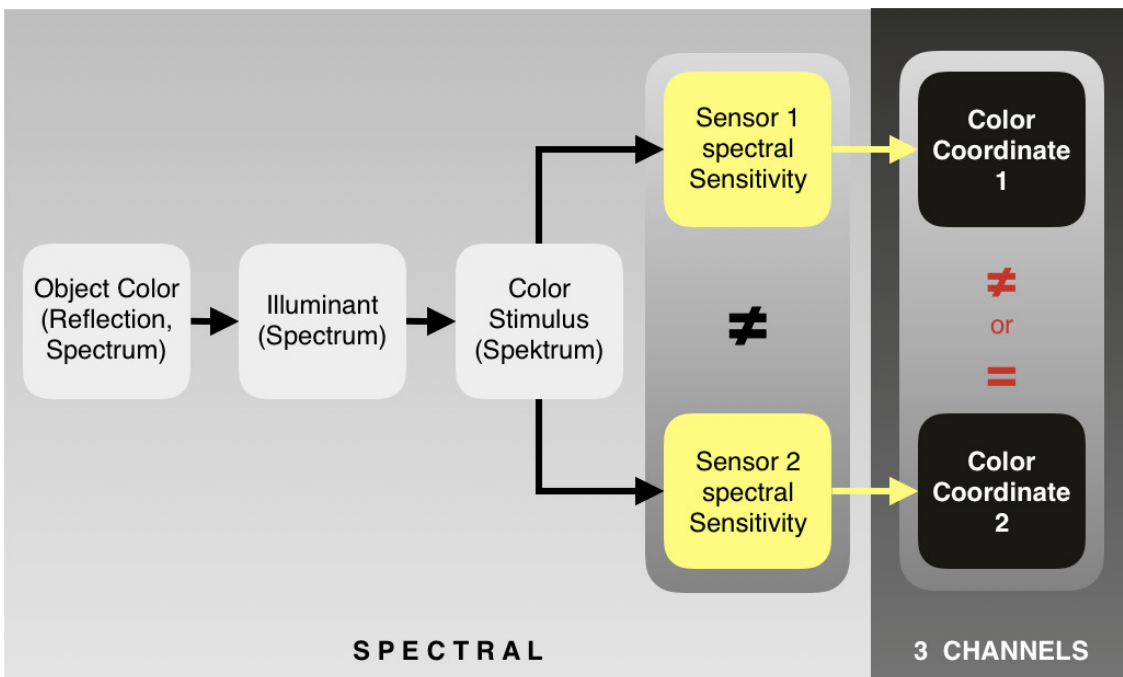 Object Color
(Reflection,
Spectrum)
Illuminant
(Spectrum)
Color
Stimulus
(Spektrum)
Sensor 1
spectral
Sensitivity
Color
Coordinate
1
≠
≠
or
=
Sensor 2
spectral
Sensitivity
Color
Coordinate
2
SPECTRAL
3 CHANNELS